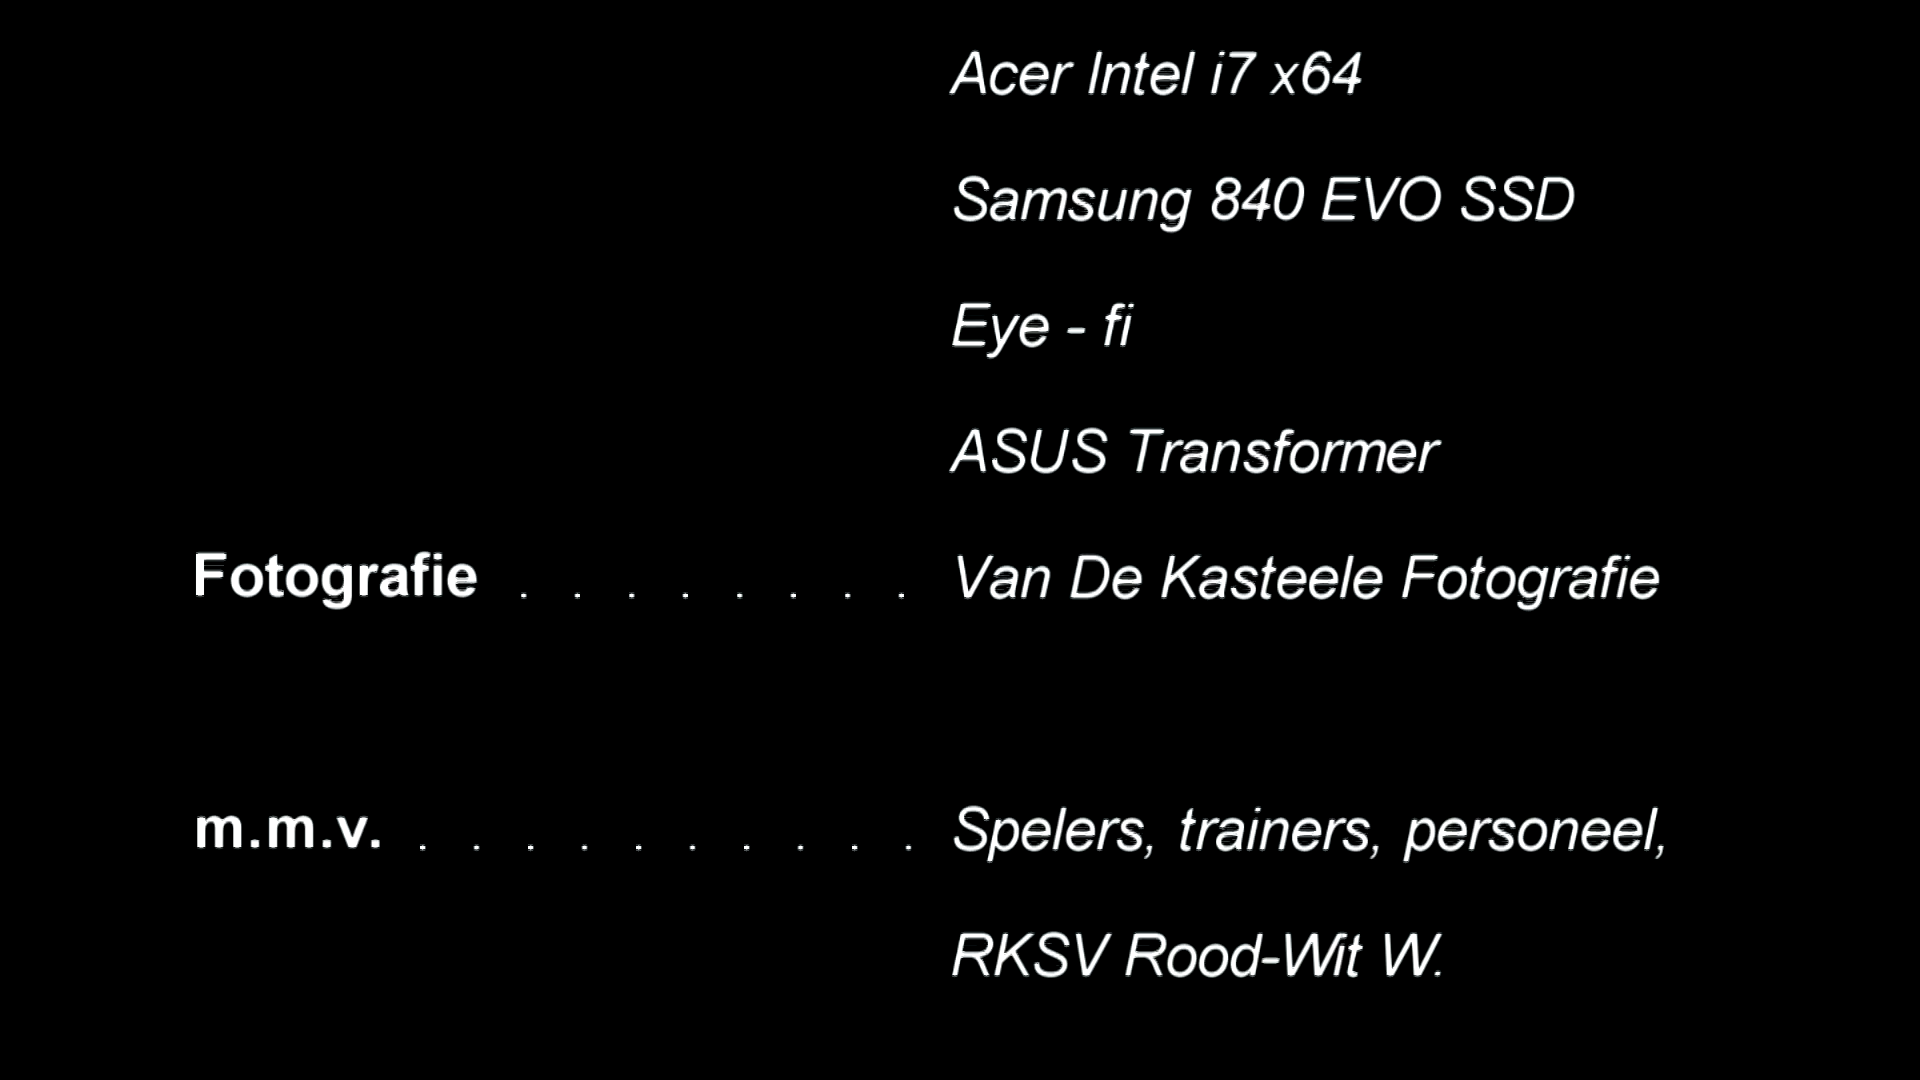 Acer Intel i7 x64
Samsung 840 EVO SSD
Eye - fi
ASUS Transformer
Fotografie . . . . . . . . Van De Kasteele Fotografie
m.m.v. . . . . . . . . . . Spelers, trainers, personeel,
RKSV Rood-Wit W.